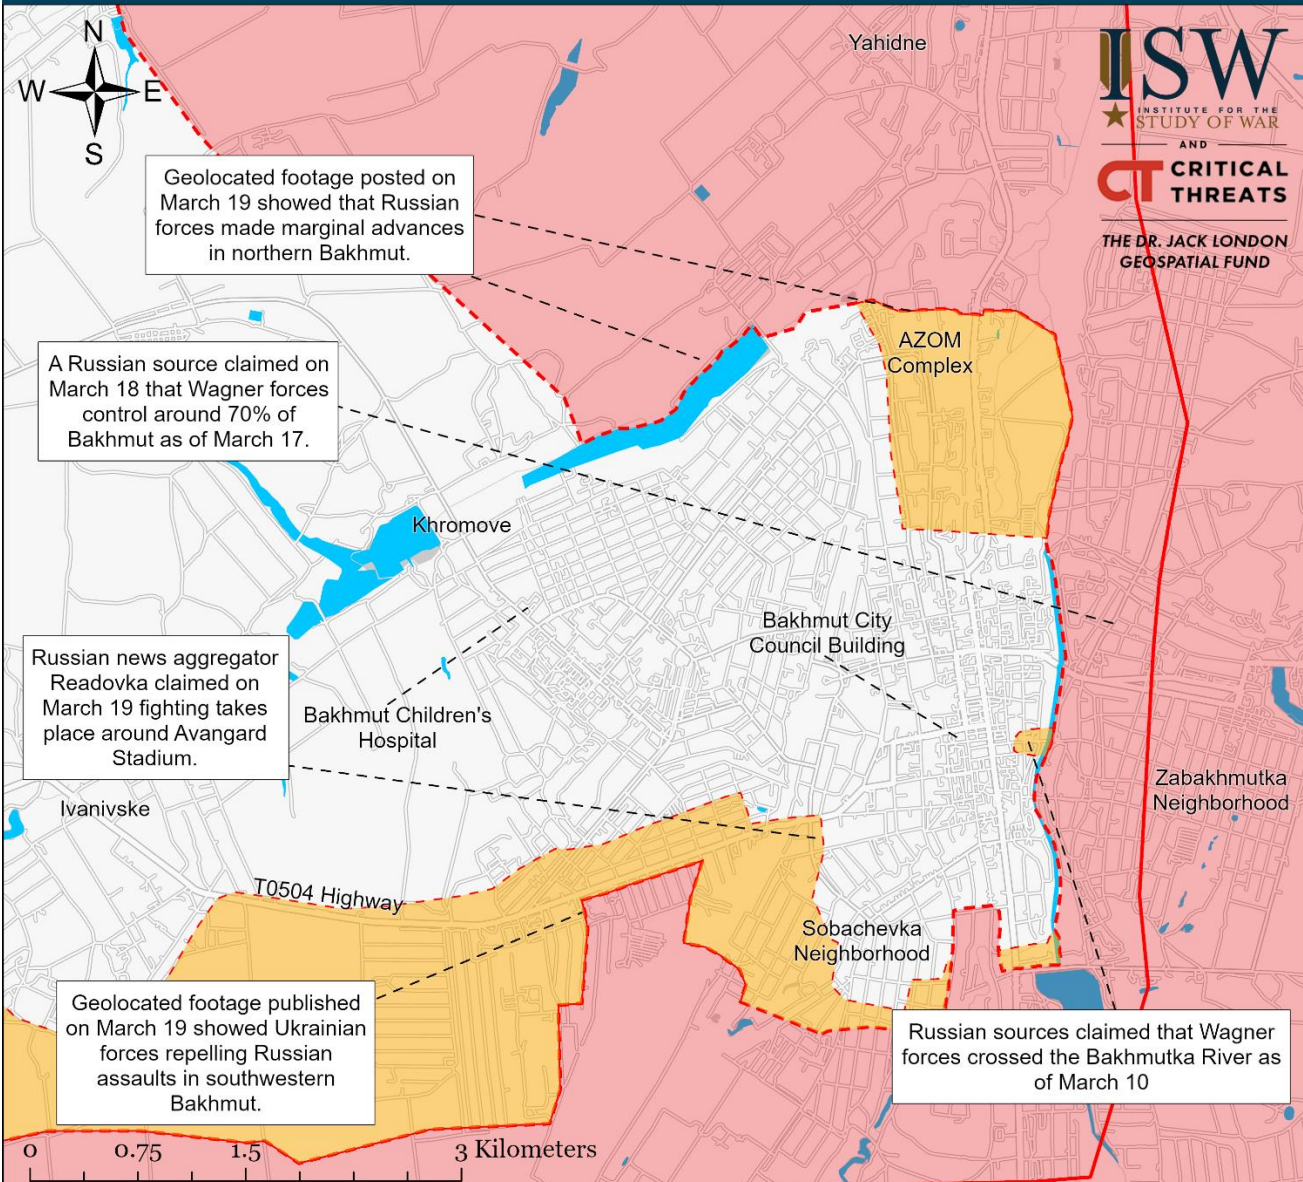 N
W E
S
Yahidne
ISW
INSTITUTE FOR THE
STUDY OF WAR
AND
CT CRITICAL
THREATS
THE DR. JACK LONDON
GEOSPATIAL FUND
Geolocated footage posted on
March 19 showed that Russian
forces made marginal advances
in northern Bakhmut.
AZOM
Complex
A Russian source claimed on
March 18 that Wagner forces
control around 70% of
Bakhmut as of March 17.
Khromove
Bakhmut City
Council Building
Russian news aggregator
Readovka claimed on
March 19 fighting takes
place around Avangard
Stadium.
Bakhmut Children's
Hospital
Zabakhmutka
Neighborhood
Ivanivske
T0504 Highway
Sobachevka
Neighborhood
Geolocated footage published
on March 19 showed Ukrainian
forces repelling Russian
assaults in southwestern
Bakhmut.
Russian sources claimed that Wagner
forces crossed the Bakhmutka River as
of March 10
0 0.75 1.5 3 Kilometers